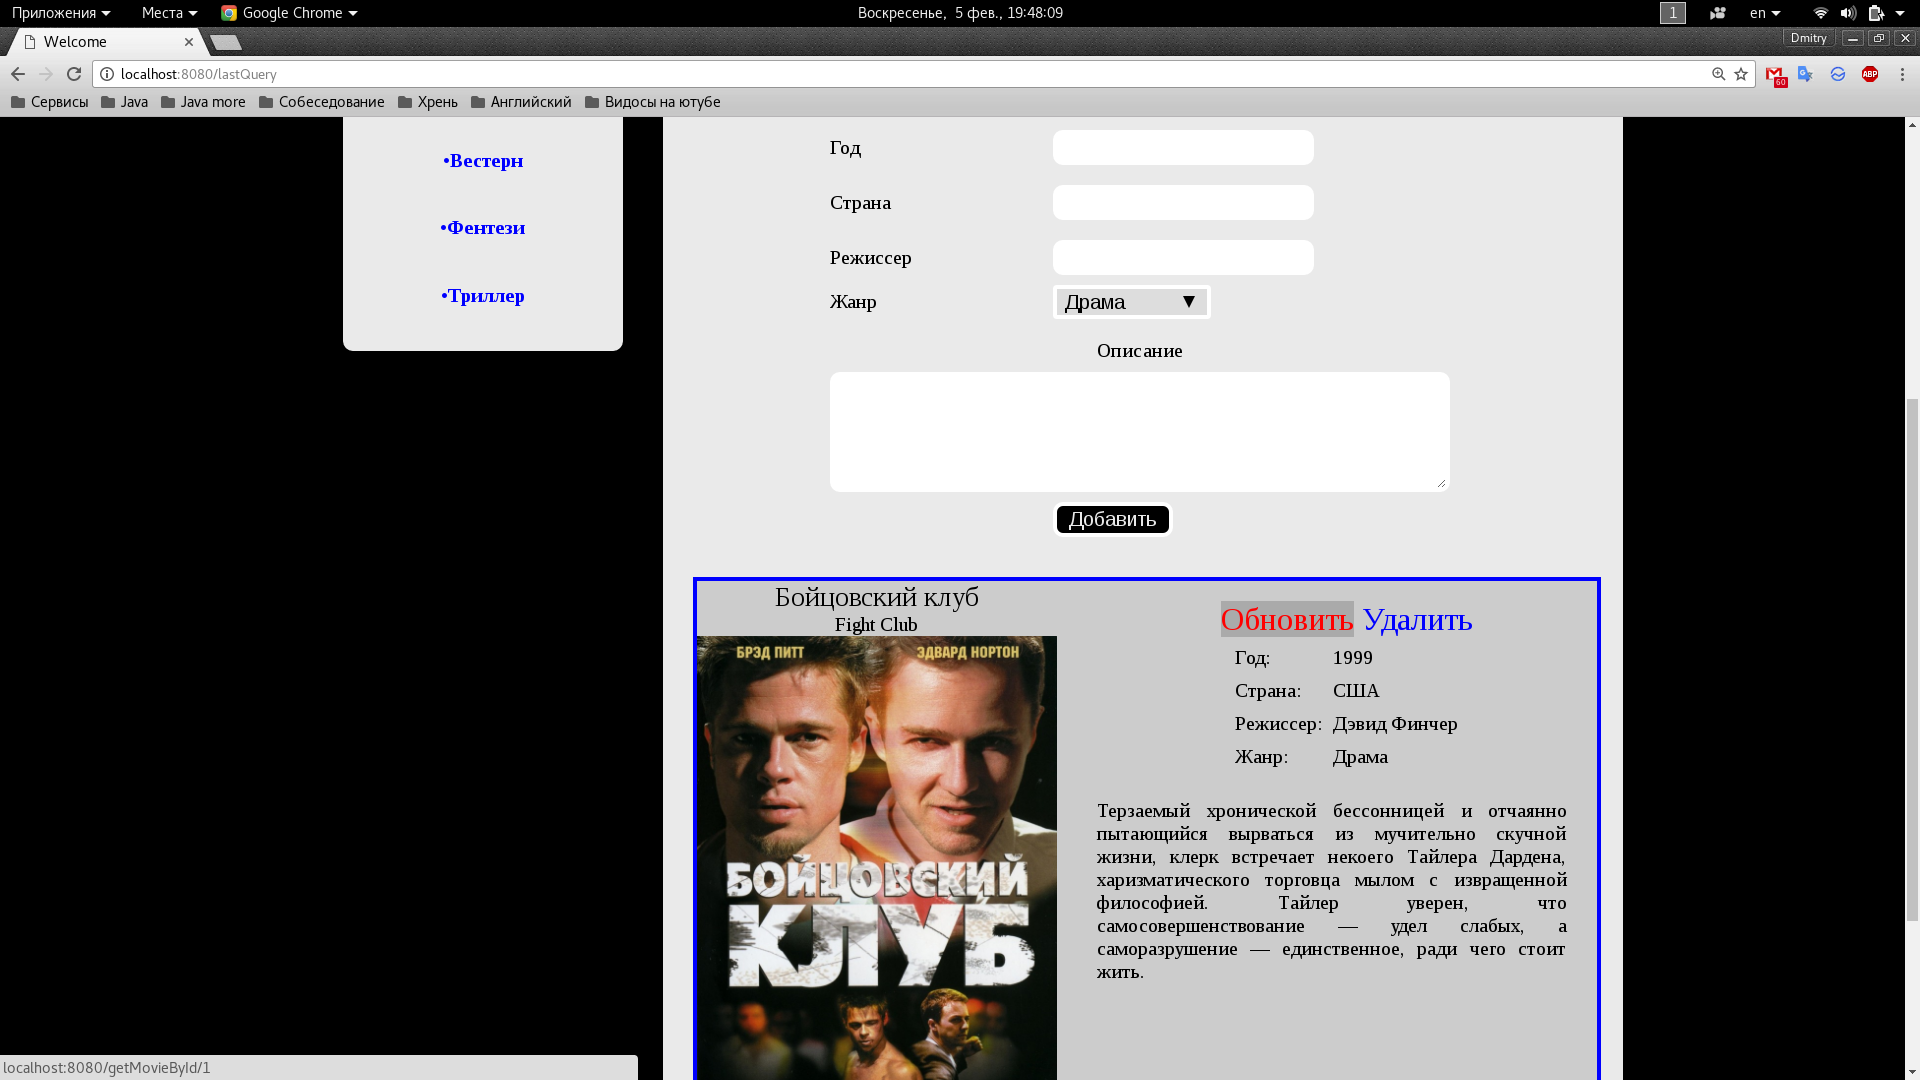 Приложения Места Google Chrome Воскресенье, 5 фев., 19:48:09 1 en
Welcome Dmitry
localhost:8080/lastQuery 60 ABP
Сервисы Java Java more Собеседование Хрень Английский Видосы на ютубе
•Вестерн
•Фентези
•Триллер
Год
Страна
Режиссер
Жанр Драма
Описание
Добавить
Бойцовский клуб
Fight Club
БРЭД ПИТТ ЭДВАРД НОРТОН
БОЙЦОВСКИЙ
КЛУБ
Обновить Удалить
Год: 1999
Страна: США
Режиссер: Дэвид Финчер
Жанр: Драма
Терзаемый хронической бессонницей и отчаянно
пытающийся вырваться из мучительно скучной
жизни, клерк встречает некоего Тайлера Дардена,
харизматического торговца мылом с извращенной
философией. Тайлер уверен, что
самосовершенствование — удел слабых, а
саморазрушение — единственное, ради чего стоит
жить.
localhost:8080/getMovieById/1